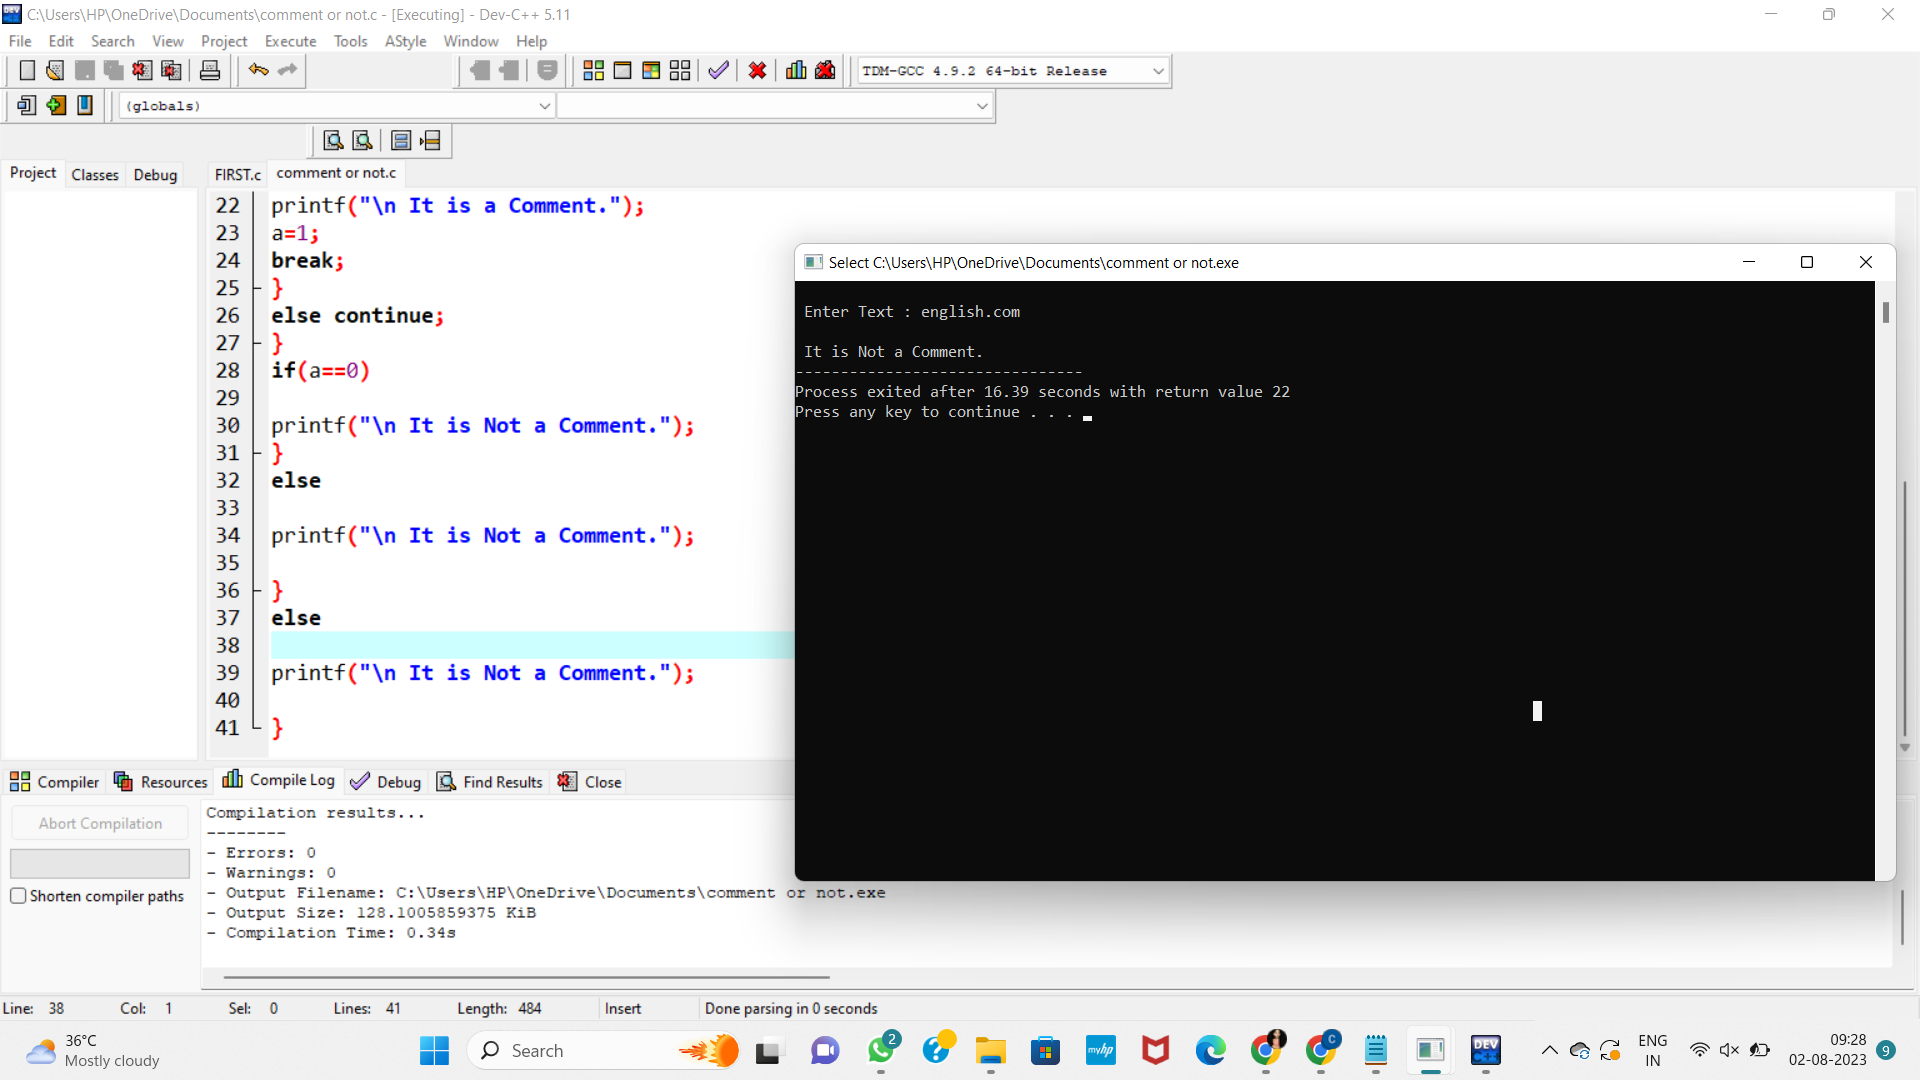 C:\Users\HP\OneDrive\Documents\comment or not.c - [Executing] - Dev-C++ 5.11
File Edit Search View Project Execute Tools AStyle Window Help
TDM-GCC 4.9.2 64-bit Release
(globals)
Project Classes Debug
FIRST.c comment or not.c
22 printf("\n It is a Comment.");
23 a=1;
24 break;
25 }
26 else continue;
27 }
28 if(a==0)
29
30 printf("\n It is Not a Comment.");
31 }
32 else
33
34 printf("\n It is Not a Comment.");
35
36 }
37 else
38
39 printf("\n It is Not a Comment.");
40
41 }
Select C:\Users\HP\OneDrive\Documents\comment or not.exe
Enter Text : english.com
It is Not a Comment.
--------------------------------
Process exited after 16.39 seconds with return value 22
Press any key to continue . . .
Compiler Resources Compile Log Debug Find Results Close
Abort Compilation
Shorten compiler paths
Compilation results...
--------
- Errors: 0
- Warnings: 0
- Output Filename: C:\Users\HP\OneDrive\Documents\comment or not.exe
- Output Size: 128.1005859375 KiB
- Compilation Time: 0.34s
Line: 38 Col: 1 Sel: 0 Lines: 41 Length: 484 Insert Done parsing in 0 seconds
36°C
Mostly cloudy
Search
2
myhp
C
DEV
ENG
IN
09:28
02-08-2023
9